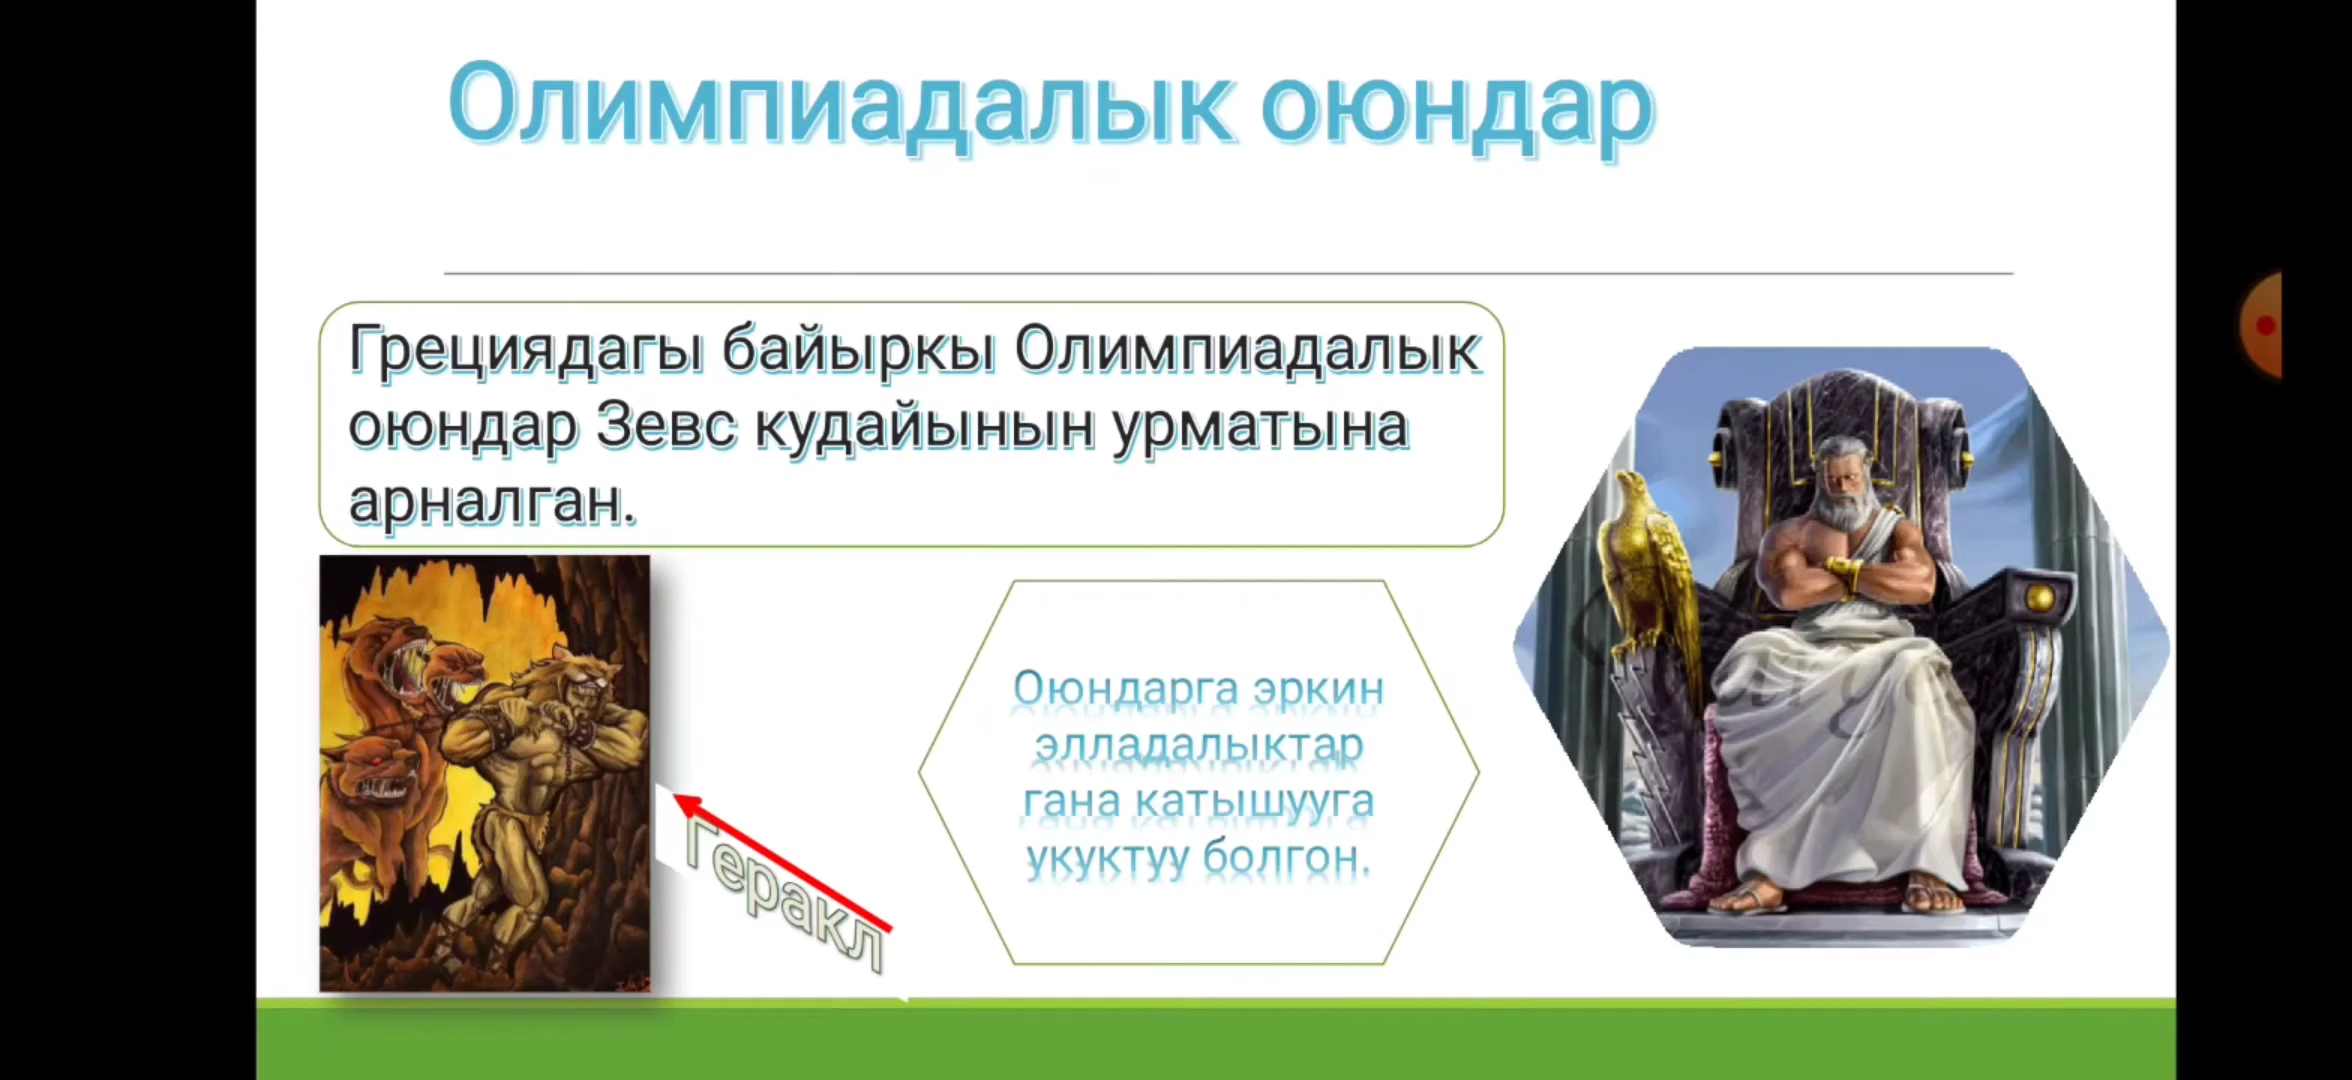 Олимпиадалык оюндар
Грециядагы байыркы Олимпиадалык
оюндар Зевс кудайынын урматына
арналган.
Геракл
Оюндарга эркин
элладалыктар
гана катышууга
укуктуу болгон.